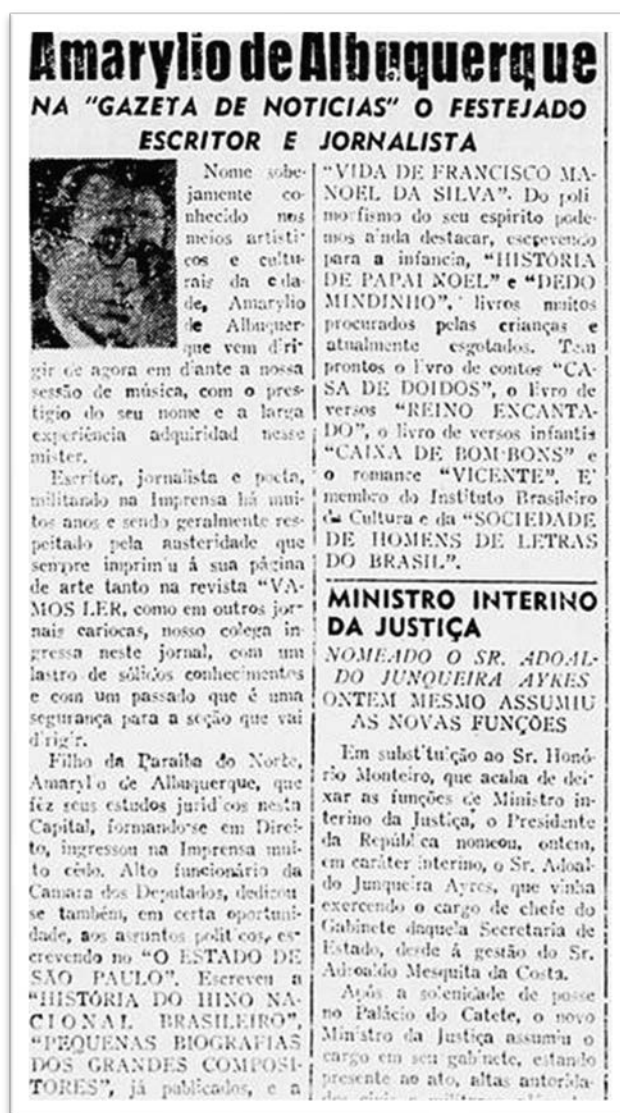 Amarylio de Albuquerque
NA "GAZETA DE NOTICIAS" O FESTEJADO
ESCRITOR E JORNALISTA
Nome sobe-
jamente co-
nhecido nos
meios artisti-
cos e cultu-
rais da cida-
de, Amarylio
de Albuquer-
que vem diri-
gir de agora em diante a nossa
sessão de música, com o pres-
tigio do seu nome e a larga
experiência adquiridad nesse
mister.
Escritor, jornalista e poeta,
militando na Imprensa há mui-
tos anos e sendo geralmente res-
peitado pela austeridade que
sempre imprimiu á sua página
de arte tanto na revista "VA-
MOS LER, como em outros jor-
nais cariocas, nosso colega in-
gressa neste jornal, com um
lastro de sólidos conhecimentos
e com um passado que é uma
segurança para a seção que vai
dirigir.
Filho da Paraiba do Norte,
Amarylio de Albuquerque, que
fêz seus estudos juridicos nesta
Capital, formando-se em Direi-
to, ingressou na Imprensa mui-
to cêdo. Alto funcionário da
Camara dos Deputados, dedicou
se também, em certa oportuni-
dade, aos assuntos politicos, es-
crevendo no "O ESTADO DE
SÃO PAULO". Escreveu a
"HISTÓRIA DO HINO NA-
CIONAL BRASILEIRO",
"PEQUENAS BIOGRAFIAS
DOS GRANDES COMPOSI-
TORES", já publicados, e a
"VIDA DE FRANCISCO MA-
NOEL DA SILVA". Do poli
morfismo do seu espirito pode-
mos ainda destacar, escrevendo
para a infancia, "HISTÓRIA
DE PAPAI NOEL" e "DEDO
MINDINHO", livros muitos
procurados pelas crianças e
atualmente esgotados. Tem
prontos o livro de contos "CA-
SA DE DOIDOS", o livro de
versos "REINO ENCANTA-
DO", o livro de versos infantis
"CAIXA DE BOM-BONS" e
o romance "VICENTE". E'
membro do Instituto Brasileiro
de Cultura e da "SOCIEDADE
DE HOMENS DE LETRAS
DO BRASIL".
MINISTRO INTERINO
DA JUSTIÇA
NOMEADO O SR. ADOAL-
DO JUNQUEIRA AYRES
ONTEM MESMO ASSUMIU
AS NOVAS FUNÇÕES
Em substituição ao Sr. Honó-
rio Monteiro, que acaba de dei-
xar as funções de Ministro in-
terino da Justiça, o Presidente
da República nomeou, ontem,
em caráter interino, o Sr. Adoal-
do Junqueira Ayres, que vinha
exercendo o cargo de chefe do
Gabinete daquela Secretaria de
Estado, desde á gestão do Sr.
Adroaldo Mesquita da Costa.
Após a solenidade de posse
no Palácio do Catete, o novo
Ministro da Justiça assumiu o
cargo em seu gabinete, estando
presente no ato, altas autorida-